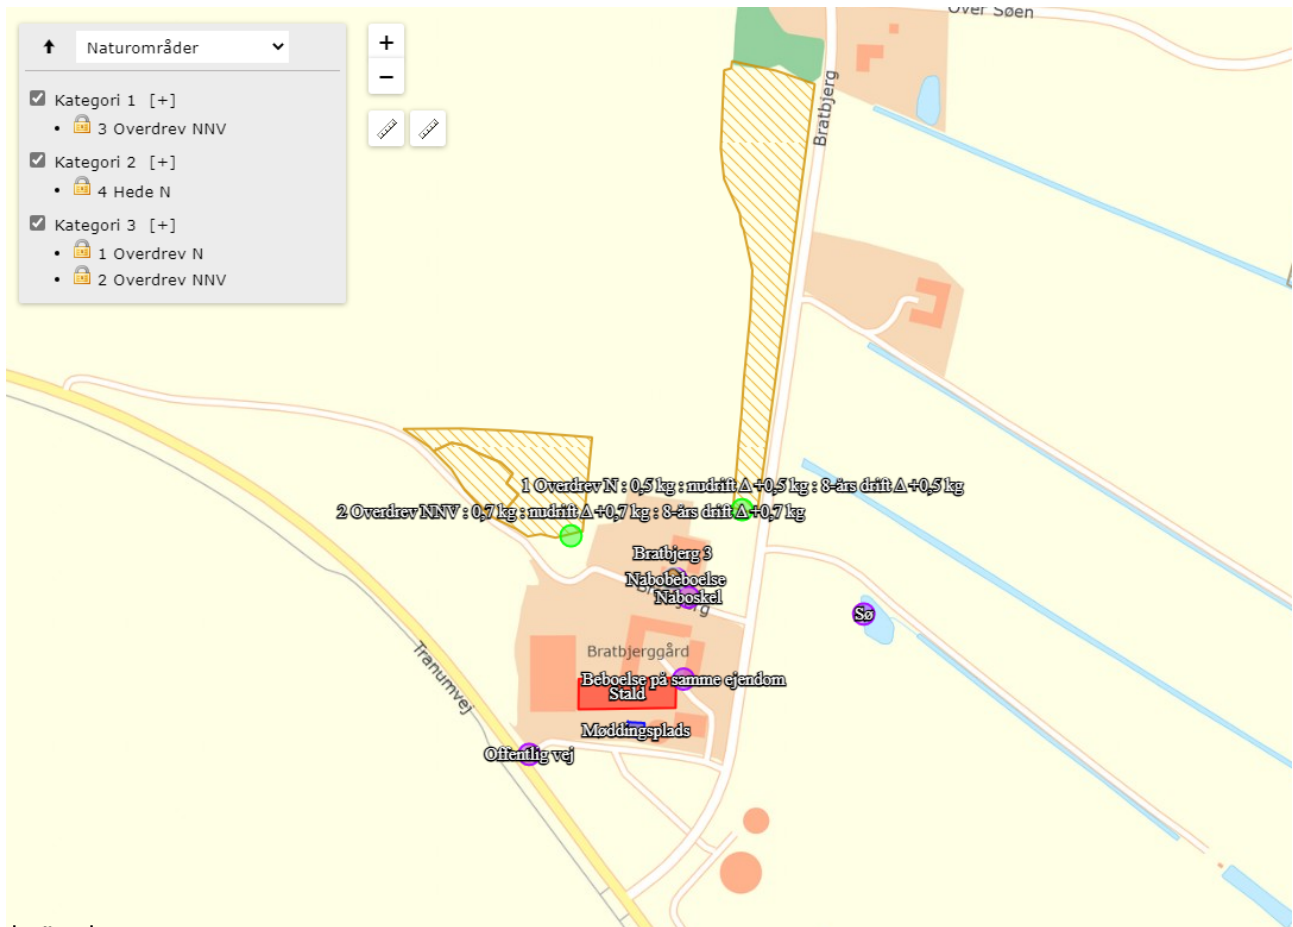 Naturområder
Kategori 1 [+]
3 Overdrev NNV
Kategori 2 [+]
4 Hede N
Kategori 3 [+]
1 Overdrev N
2 Overdrev NNV
+
−
Over Søen
Bratbjerg
1 Overdrev N : 0,5 kg : nudrift Δ +0,5 kg : 8-års drift Δ +0,5 kg
2 Overdrev NNV : 0,7 kg : nudrift Δ +0,7 kg : 8-års drift Δ +0,7 kg
Bratbjerg 3
Nabobeboelse
Naboskel
Sø
Bratbjerggård
Tranumvej
Beboelse på samme ejendom
Stald
Møddingsplads
Offentlig vej